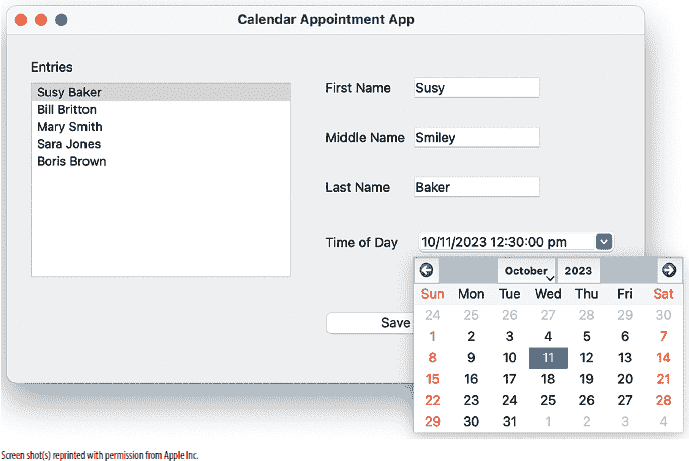 Calendar Appointment App
Entries
Susy Baker
Bill Britton
Mary Smith
Sara Jones
Boris Brown
First Name Susy
Middle Name Smiley
Last Name Baker
Time of Day 10/11/2023 12:30:00 pm
Save
October 2023
Sun Mon Tue Wed Thu Fri Sat
24 25 26 27 28 29 30
1 2 3 4 5 6 7
8 9 10 11 12 13 14
15 16 17 18 19 20 21
22 23 24 25 26 27 28
29 30 31 1 2 3 4
Screen shot(s) reprinted with permission from Apple Inc.